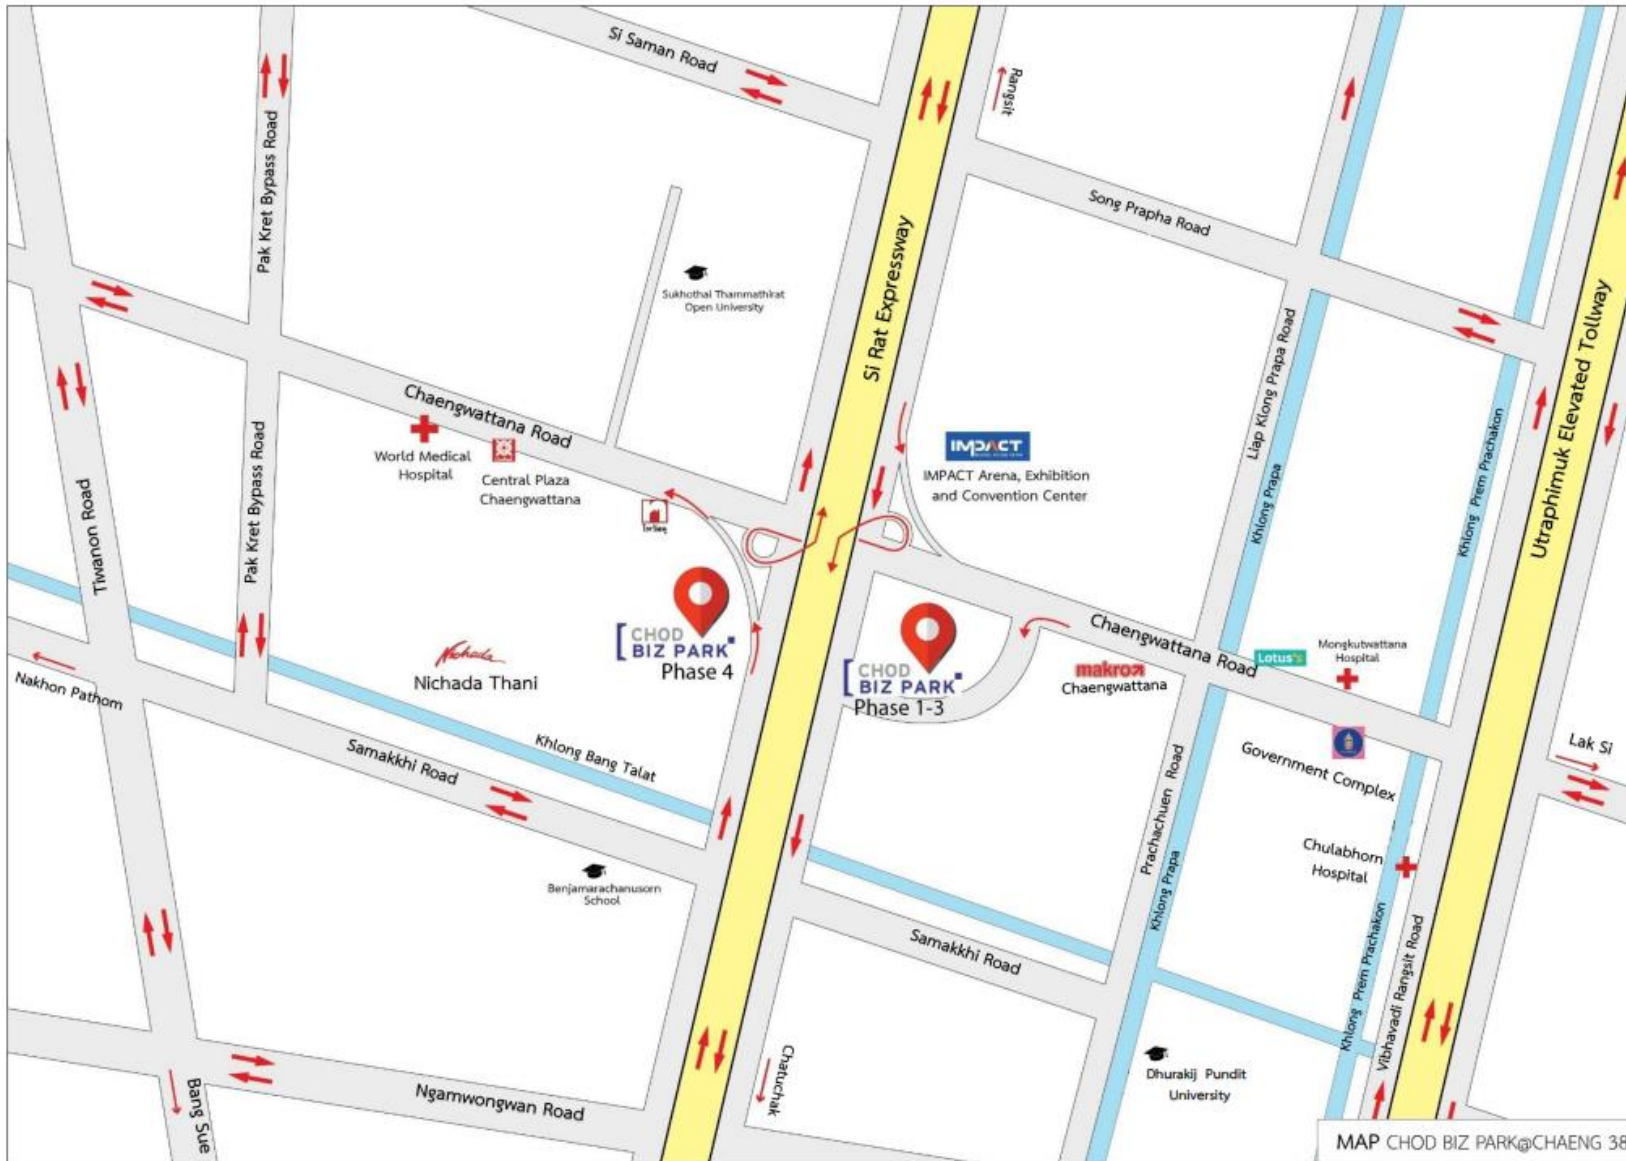 Si Saman Road
Rangsit
Pak Kret Bypass Road
Song Prapha Road
Sukhothai Thammathirat
Open University
Si Rat Expressway
Liap Klong Prapa Road
Utraphimuk Elevated Tollway
Chaengwattana Road
World Medical
Hospital
Central Plaza
Chaengwattana
IMPACT
IMPACT Arena, Exhibition
and Convention Center
Khlong Prapa
Khlong Prem Prachakon
Tiwanon Road
Pak Kret Bypass Road
CHOD
BIZ PARK
Phase 4
CHOD
BIZ PARK
Phase 1-3
Chaengwattana Road
makro
Chaengwattana
Lotus's
Mongkutwattana
Hospital
Nichada
Nichada Thani
Nakhon Pathom
Samakkhi Road
Khlong Bang Talat
Government Complex
Lak Si
Prachachuen Road
Khlong Prapa
Chulabhorn
Hospital
Benjamarachanusorn
School
Samakkhi Road
Khlong Prem Prachakon
Vibhavadi Rangsit Road
Chatuchak
Dhurakij Pundit
University
Bang Sue
Ngamwongwan Road
MAP CHOD BIZ PARK@CHAENG 38